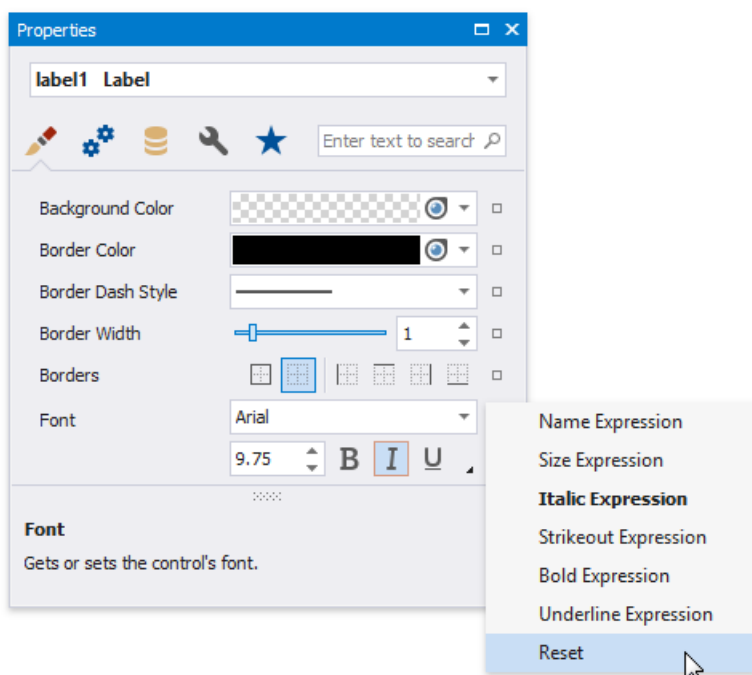 Properties
label1 Label
Enter text to search
Background Color
Border Color
Border Dash Style
Border Width
1
Borders
Font
Arial
9.75
B I U
Font
Gets or sets the control's font.
Name Expression
Size Expression
Italic Expression
Strikeout Expression
Bold Expression
Underline Expression
Reset